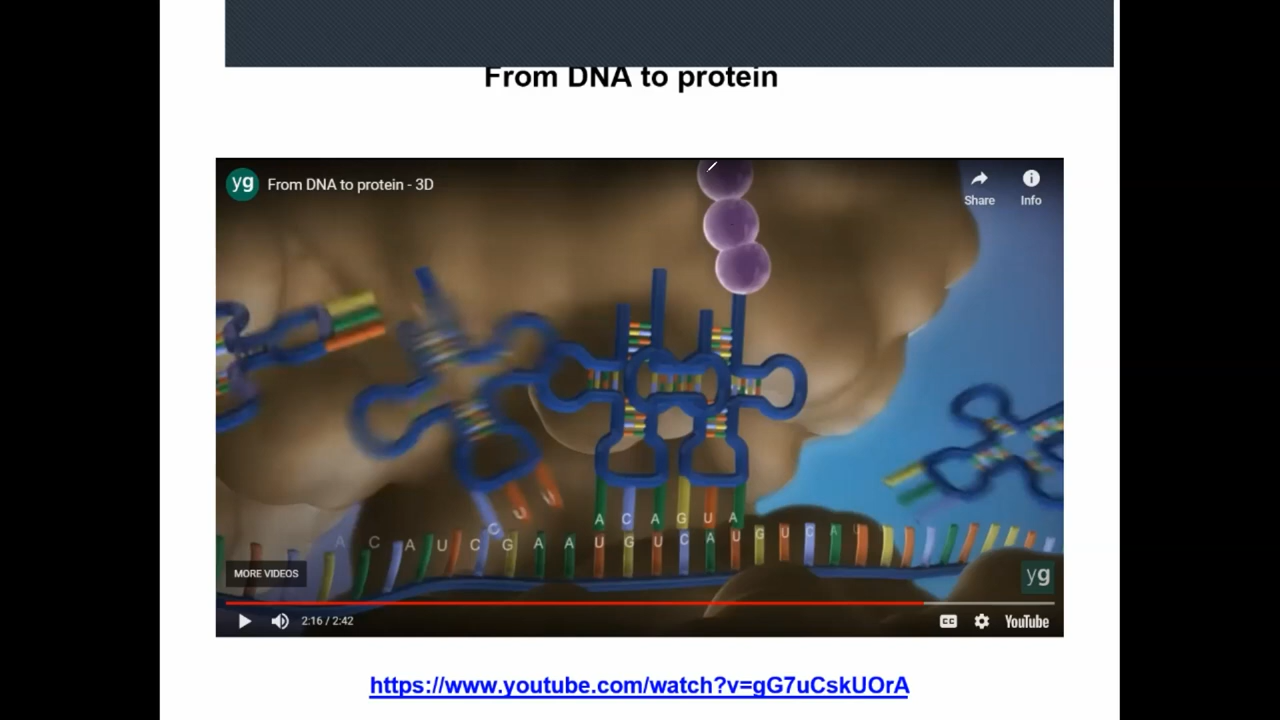 From DNA to protein
yg From DNA to protein - 3D
Share Info
A C A G U A
C U
A C A U C G A A U G U C A U G U C A U
MORE VIDEOS
yg
2:16 / 2:42
CC YouTube
https://www.youtube.com/watch?v=gG7uCskUOrA